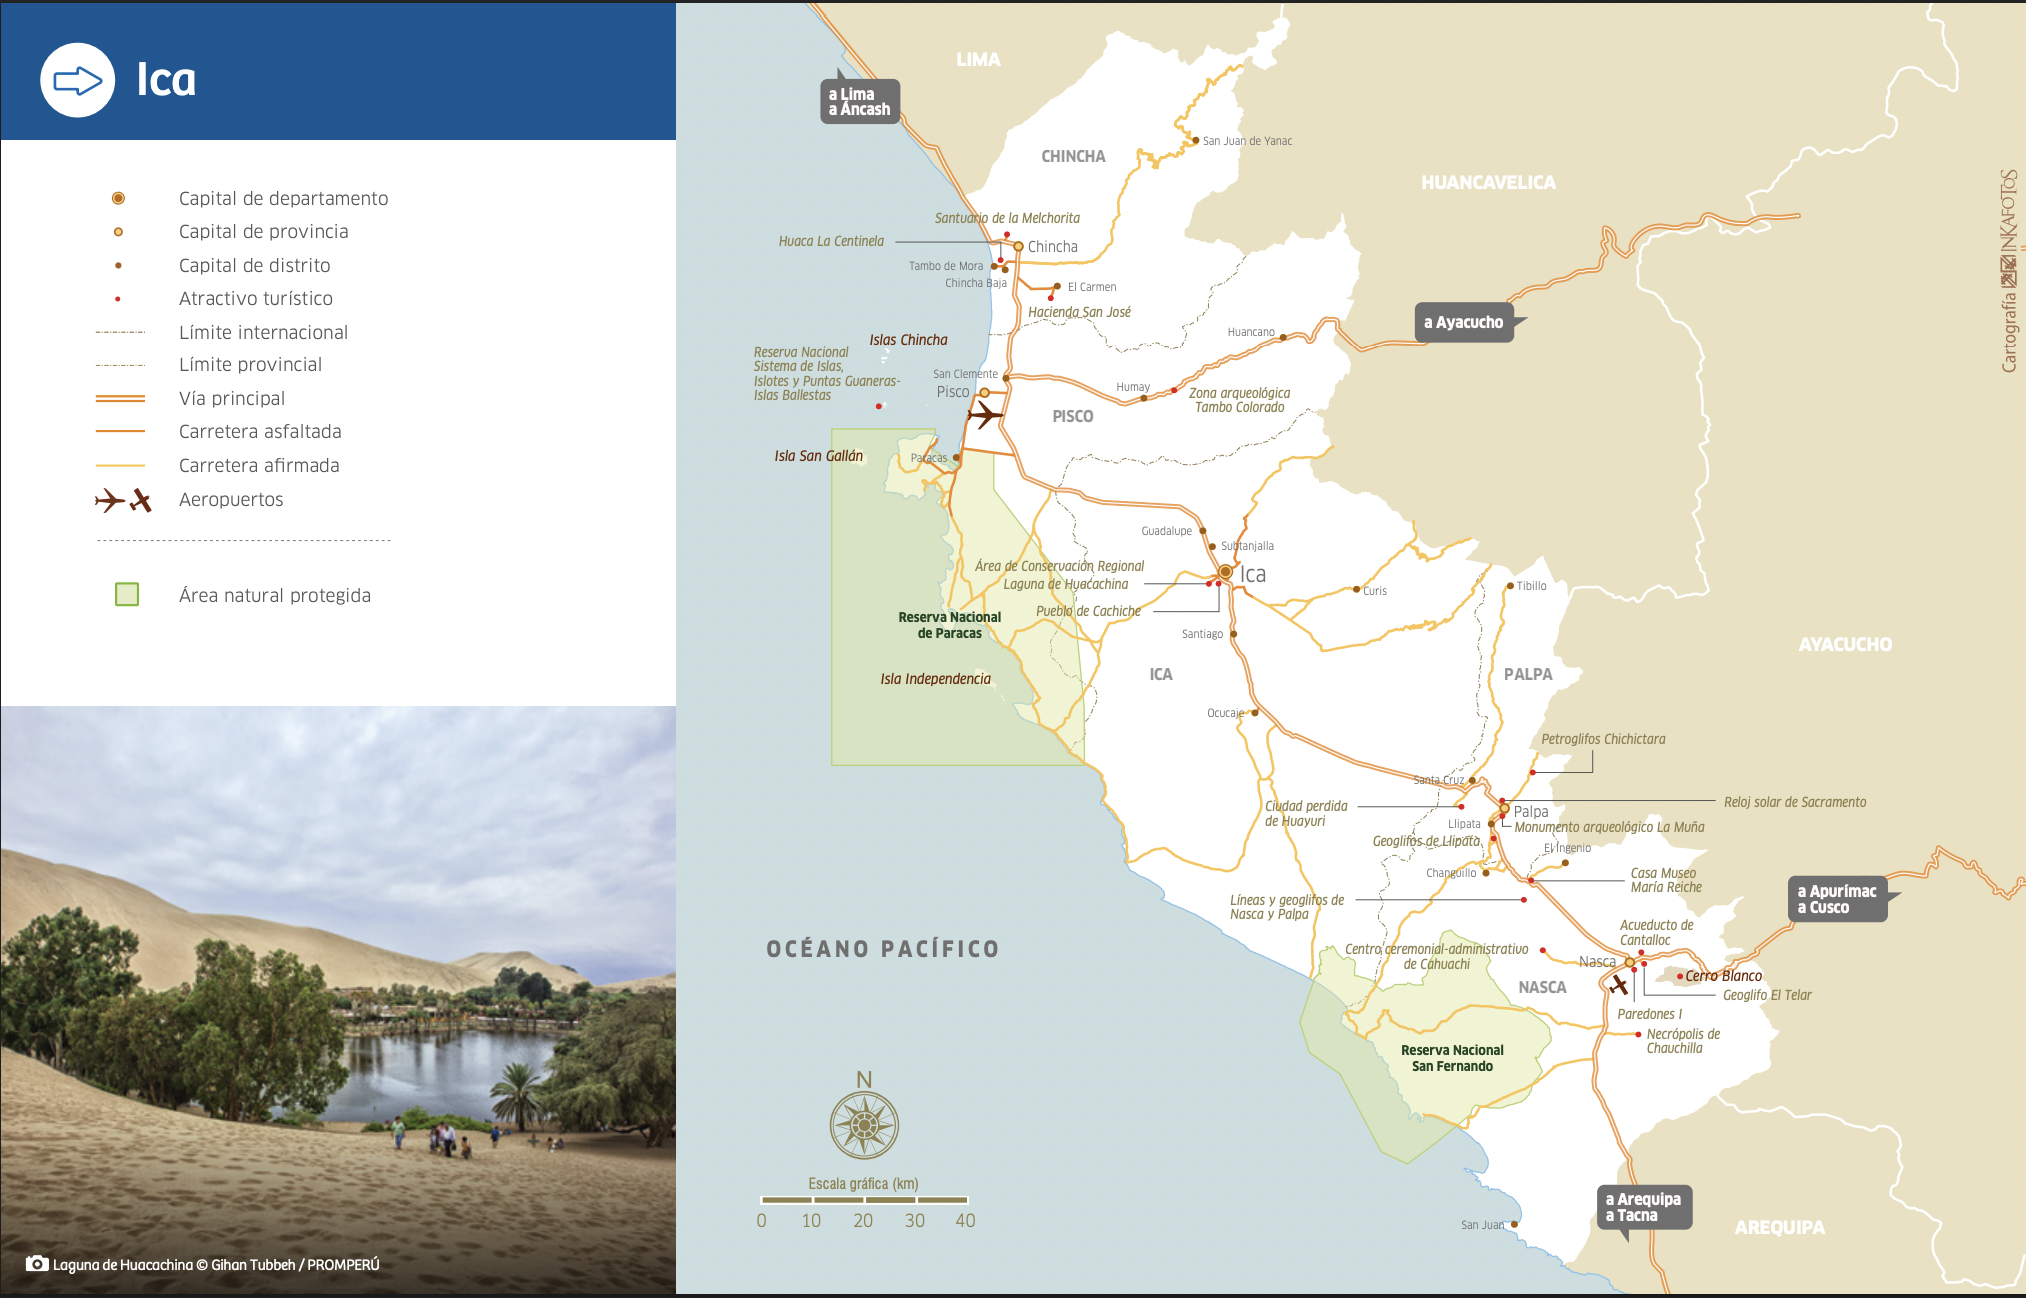 Ica
Capital de departamento
Capital de provincia
Capital de distrito
Atractivo turístico
Límite internacional
Límite provincial
Vía principal
Carretera asfaltada
Carretera afirmada
Aeropuertos
Área natural protegida
Laguna de Huacachina © Gihan Tubbeh / PROMPERÚ
LIMA
a Lima
a Áncash
CHINCHA
San Juan de Yanac
HUANCAVELICA
Santuario de la Melchorita
Huaca La Centinela
Chincha
Tambo de Mora
Chincha Baja
El Carmen
Hacienda San José
a Ayacucho
Huancano
Islas Chincha
Reserva Nacional
Sistema de Islas,
Islotes y Puntas Guaneras-
Islas Ballestas
San Clemente
Pisco
Humay
Zona arqueológica
Tambo Colorado
PISCO
Isla San Gallán
Paracas
Guadalupe
Subtanjalla
Área de Conservación Regional
Laguna de Huacachina
Ica
Pueblo de Cachiche
Curis
Tibillo
Reserva Nacional
de Paracas
Santiago
AYACUCHO
Isla Independencia
ICA
PALPA
Ocucaje
Petroglifos Chichictara
Santa Cruz
Ciudad perdida
de Huayuri
Reloj solar de Sacramento
Palpa
Llipata
Monumento arqueológico La Muña
Geoglifos de Llipata
El Ingenio
Changuillo
Casa Museo
María Reiche
Líneas y geoglifos de
Nasca y Palpa
a Apurímac
a Cusco
Acueducto de
Cantalloc
OCÉANO PACÍFICO
Centro ceremonial-administrativo
de Cahuachi
Nasca
Cerro Blanco
NASCA
Geoglifo El Telar
Paredones I
Necrópolis de
Chauchilla
Reserva Nacional
San Fernando
N
Escala gráfica (km)
0 10 20 30 40
a Arequipa
a Tacna
San Juan
AREQUIPA
Cartografía INKAFOTOS